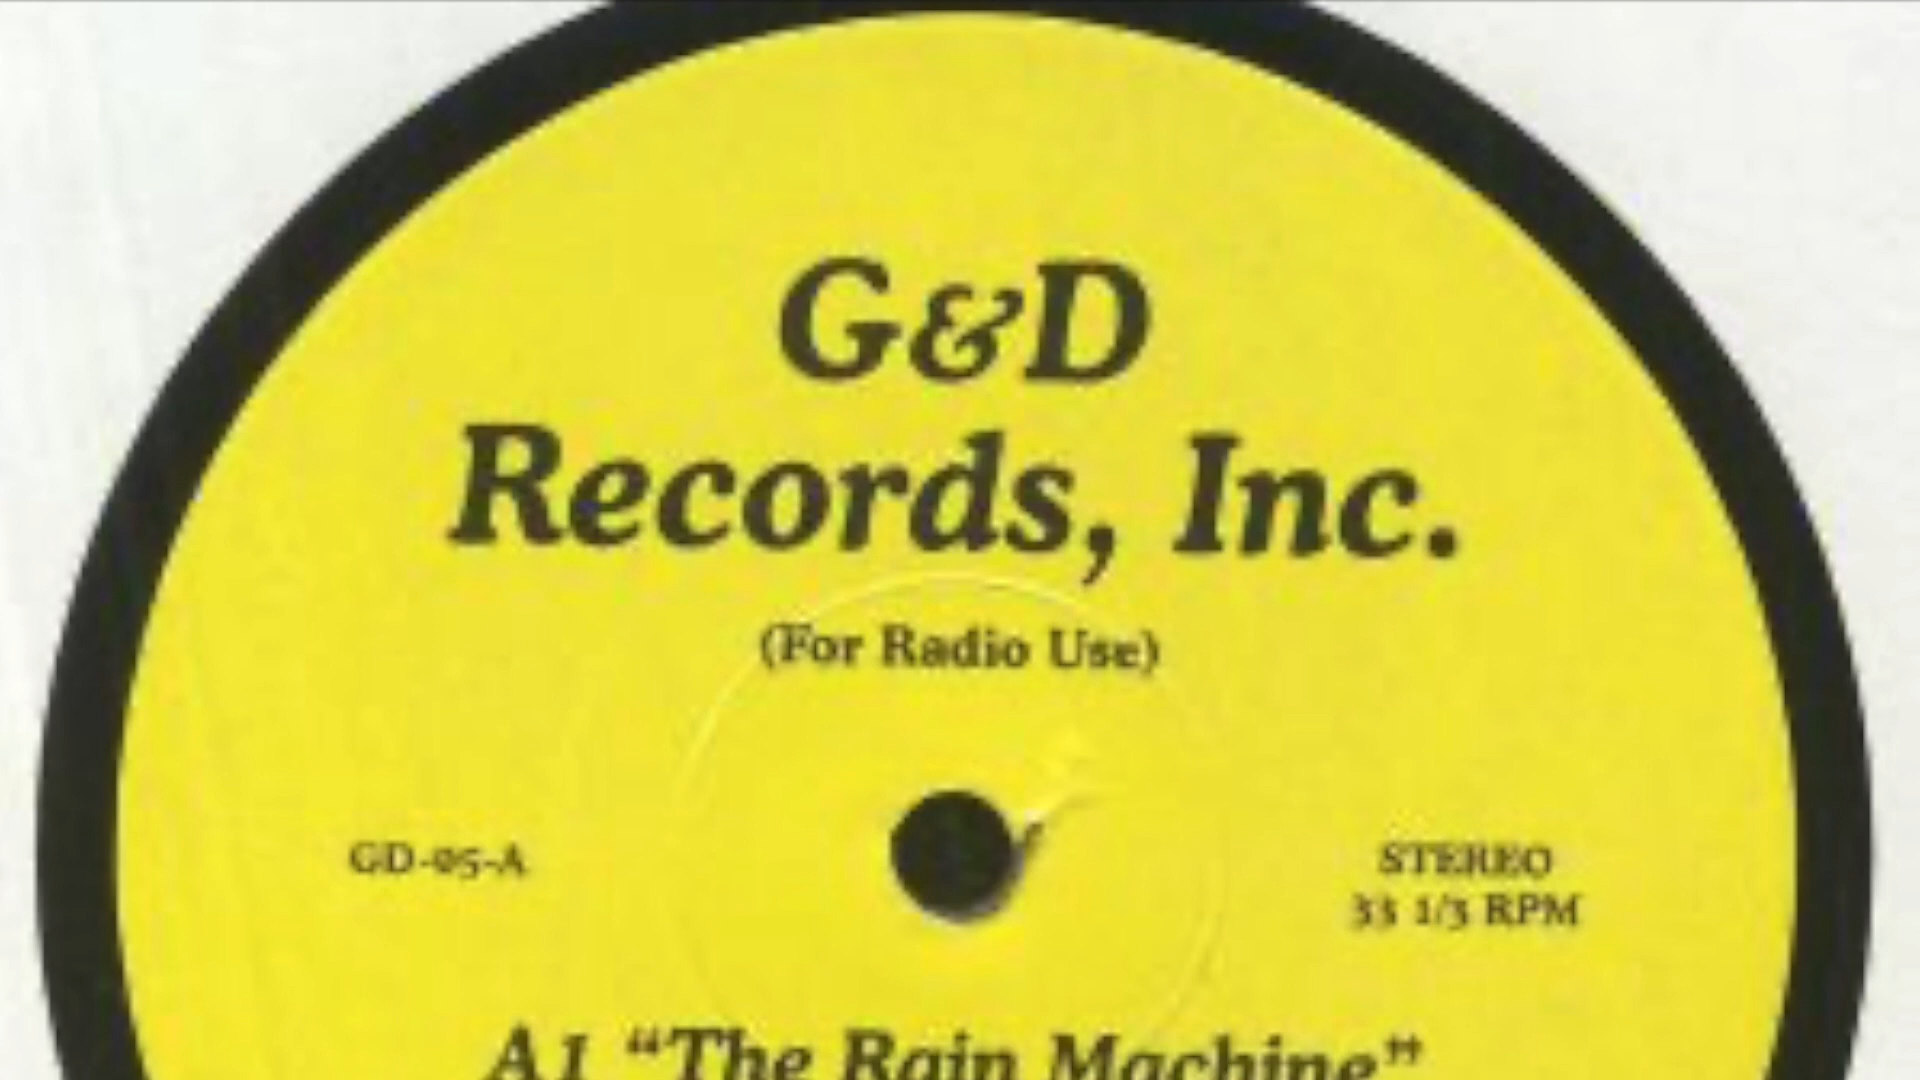 G&D
Records, Inc.
(For Radio Use)
GD-05-A
STEREO
33 1/3 RPM
A1 “The Rain Machine”